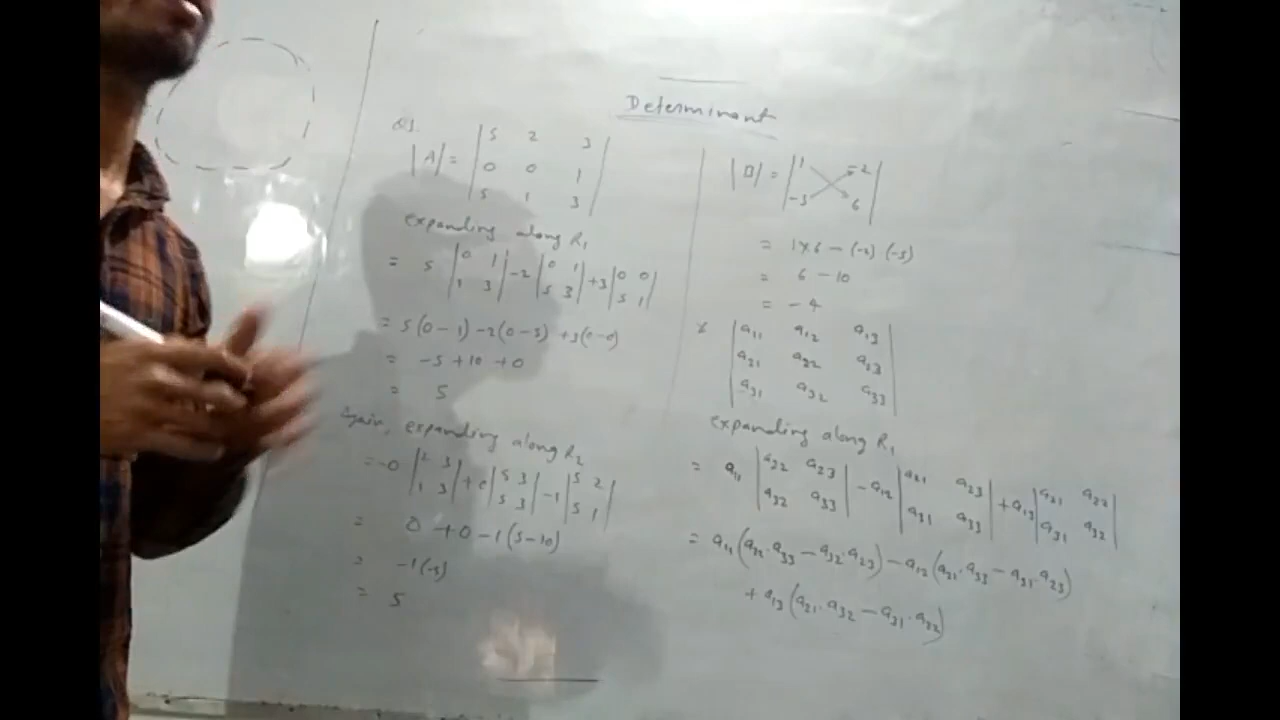 Determinant
Q1.
|A| = | 5 2 3 |
| 0 0 1 |
| 5 1 3 |
expanding along R₁
= 5 |0 1; 1 3| - 2 |0 1; 5 3| + 3 |0 0; 5 1|
= 5(0-1) -2(0-5) +3(0-0)
= -5 +10 +0
= 5
Again, expanding along R₂
= -0 |2 3; 1 3| + 0 |5 3; 5 3| - 1 |5 2; 5 1|
= 0 +0 -1(5-10)
= -1(-5)
= 5
|B| = | 1 -2 |
| -5 6 |
= 1×6 - (-2) (-5)
= 6 - 10
= -4
* | a₁₁ a₁₂ a₁₃ |
| a₂₁ a₂₂ a₂₃ |
| a₃₁ a₃₂ a₃₃ |
expanding along R₁
= a₁₁ |a₂₂ a₂₃; a₃₂ a₃₃| - a₁₂ |a₂₁ a₂₃; a₃₁ a₃₃| + a₁₃ |a₂₁ a₂₂; a₃₁ a₃₂|
= a₁₁(a₂₂.a₃₃ - a₃₂.a₂₃) - a₁₂(a₂₁.a₃₃ - a₃₁.a₂₃)
+ a₁₃(a₂₁.a₃₂ - a₃₁.a₂₂)